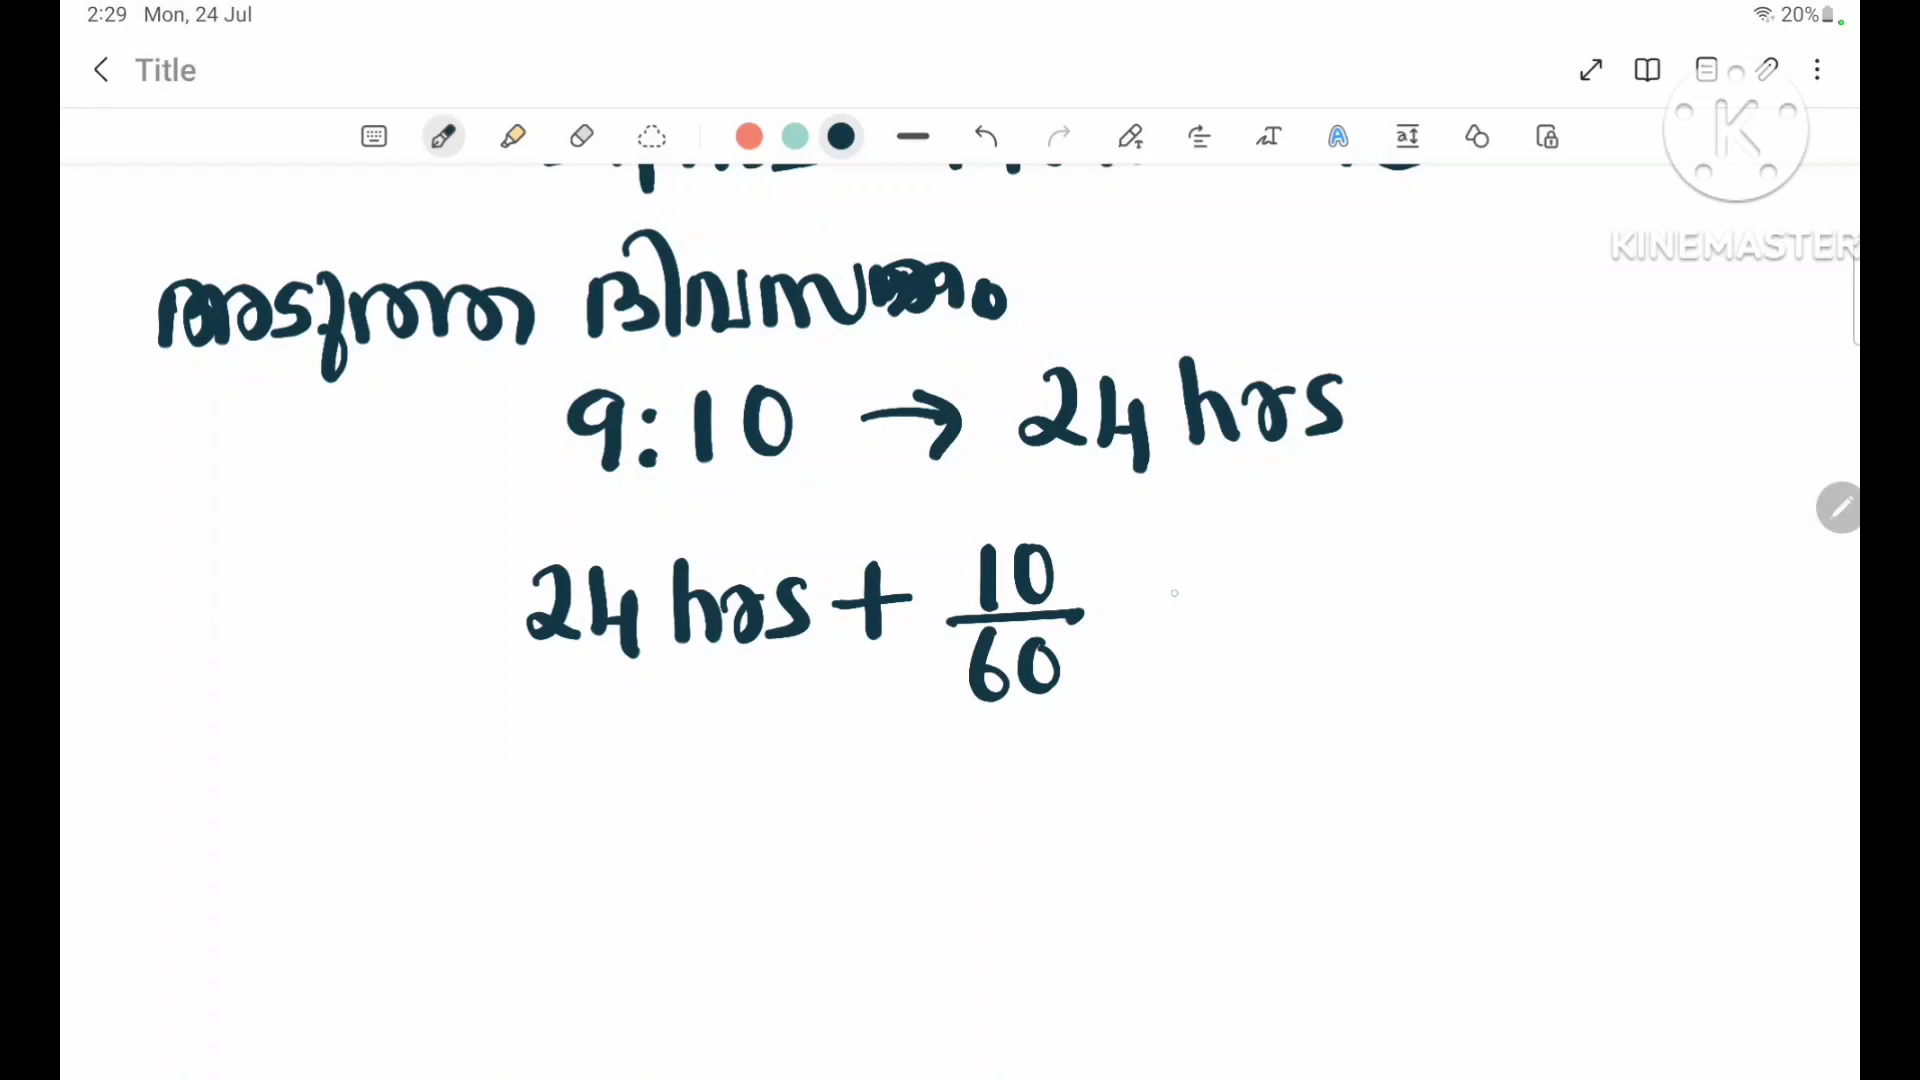 2:29 Mon, 24 Jul
20%
Title
KINEMASTER
അടുത്ത ദിവസം
9:10 → 24 hrs
24 hrs + 10/60